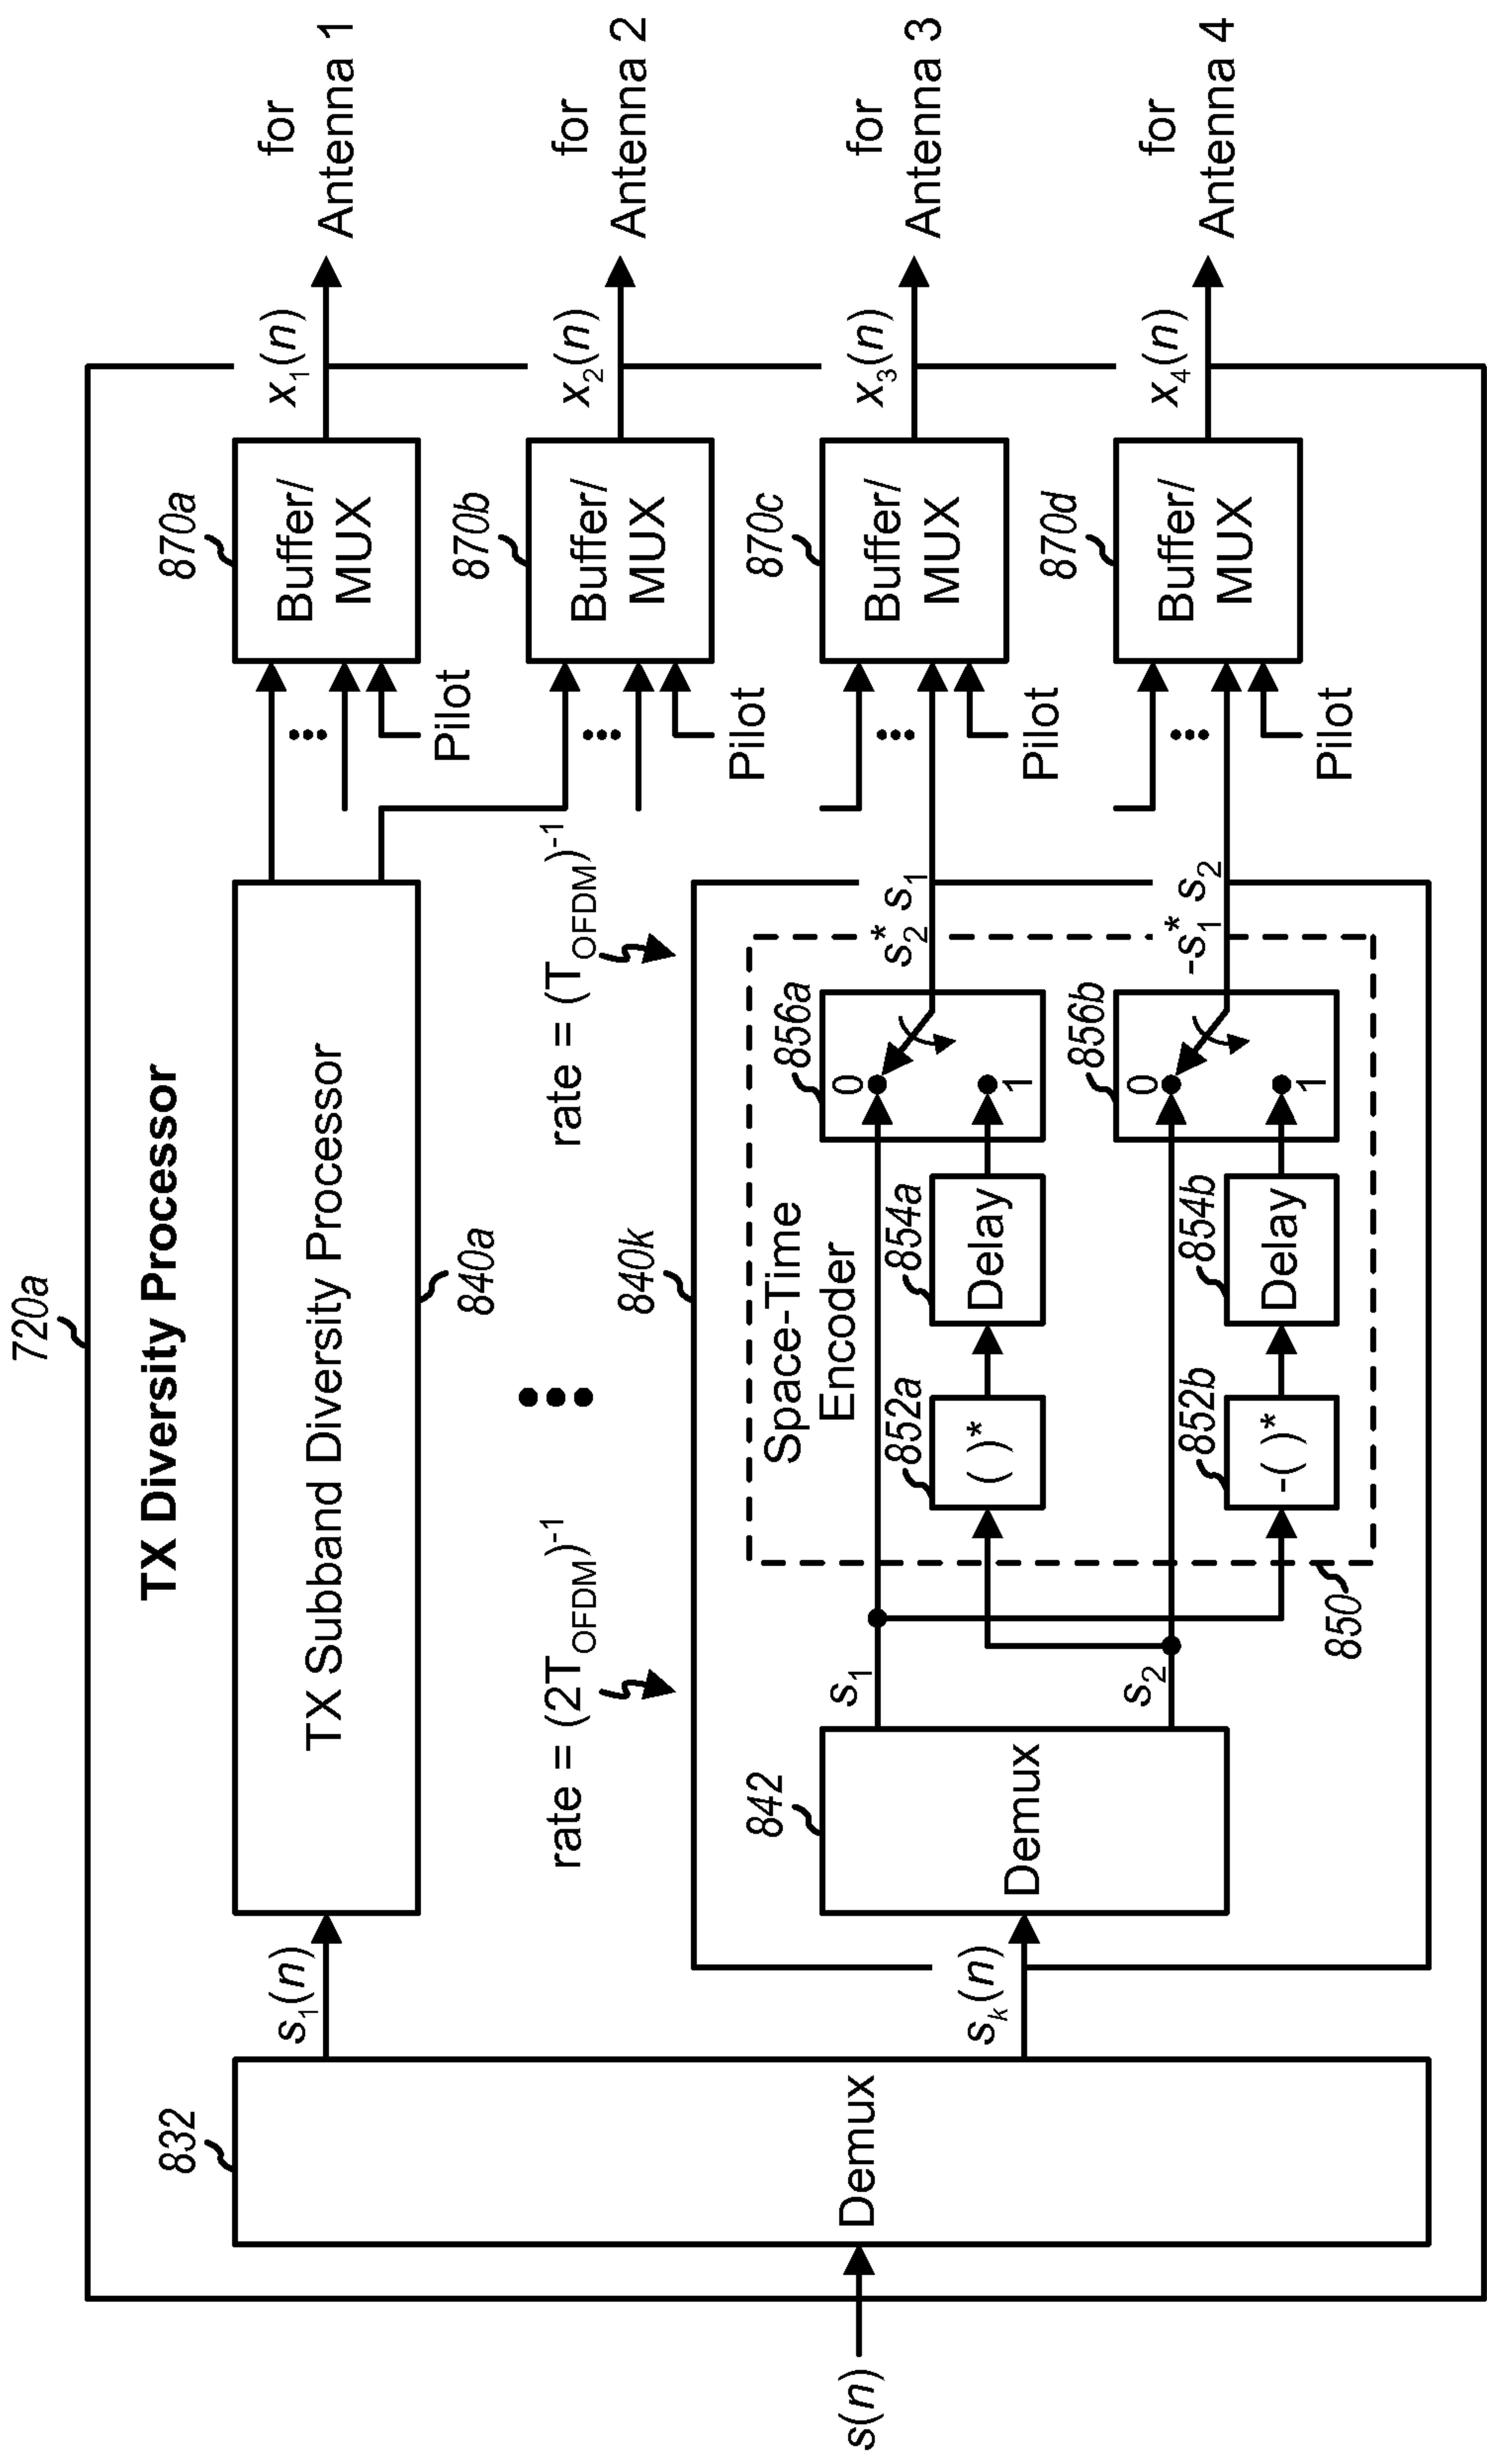 720a
TX Diversity Processor
832
Demux
s(n)
s₁(n)
sₖ(n)
TX Subband Diversity Processor
840a
rate = (2T_OFDM)⁻¹
rate = (T_OFDM)⁻¹
840k
842
Demux
s₁
s₂
850
Space-Time
Encoder
852a
( )*
854a
Delay
856a
0
1
852b
-( )*
854b
Delay
856b
0
1
s₂* s₁
-s₁* s₂
870a
Buffer/
MUX
Pilot
x₁(n)
for
Antenna 1
870b
Buffer/
MUX
Pilot
x₂(n)
for
Antenna 2
870c
Buffer/
MUX
Pilot
x₃(n)
for
Antenna 3
870d
Buffer/
MUX
Pilot
x₄(n)
for
Antenna 4